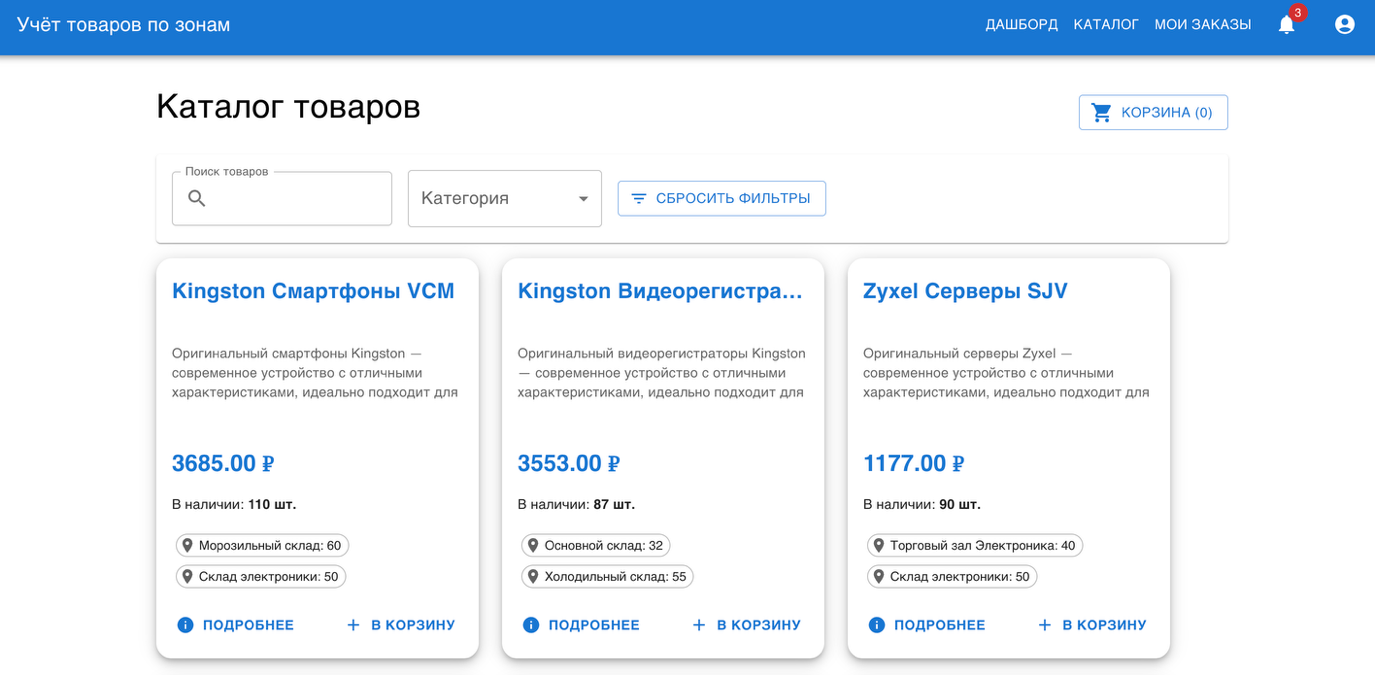 Учёт товаров по зонам
ДАШБОРД КАТАЛОГ МОИ ЗАКАЗЫ 3
Каталог товаров
КОРЗИНА (0)
Поиск товаров
Категория
СБРОСИТЬ ФИЛЬТРЫ
Kingston Смартфоны VCM
Оригинальный смартфоны Kingston —
современное устройство с отличными
характеристиками, идеально подходит для
3685.00 ₽
В наличии: 110 шт.
Морозильный склад: 60
Склад электроники: 50
ПОДРОБНЕЕ
В КОРЗИНУ
Kingston Видеорегистра...
Оригинальный видеорегистраторы Kingston
— современное устройство с отличными
характеристиками, идеально подходит для
3553.00 ₽
В наличии: 87 шт.
Основной склад: 32
Холодильный склад: 55
ПОДРОБНЕЕ
В КОРЗИНУ
Zyxel Серверы SJV
Оригинальный серверы Zyxel —
современное устройство с отличными
характеристиками, идеально подходит для
1177.00 ₽
В наличии: 90 шт.
Торговый зал Электроника: 40
Склад электроники: 50
ПОДРОБНЕЕ
В КОРЗИНУ